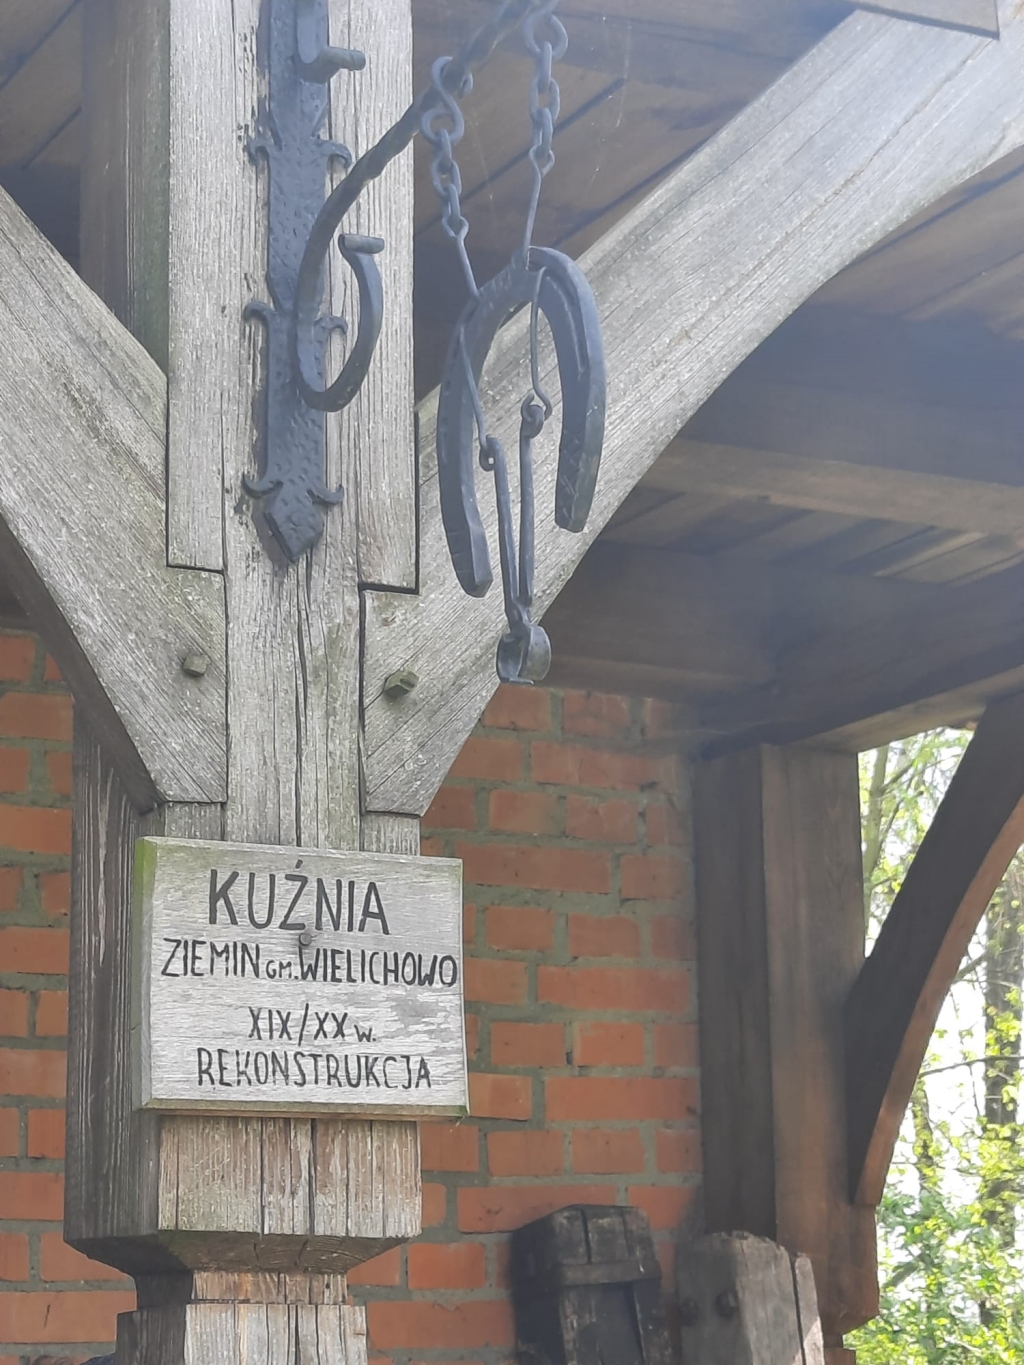 KUŹNIA
ZIEMIN GM. WIELICHOWO
XIX/XX W.
REKONSTRUKCJA